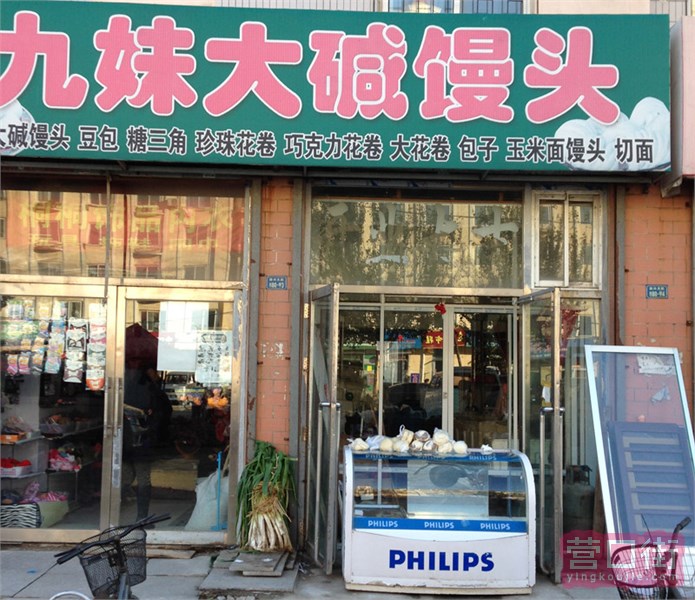 九妹大碱馒头
大碱馒头 豆包 糖三角 珍珠花卷 巧克力花卷 大花卷 包子 玉米面馒头 切面
PHILIPS PHILIPS PHILIPS
PHILIPS
营口街
yingkoujie.com